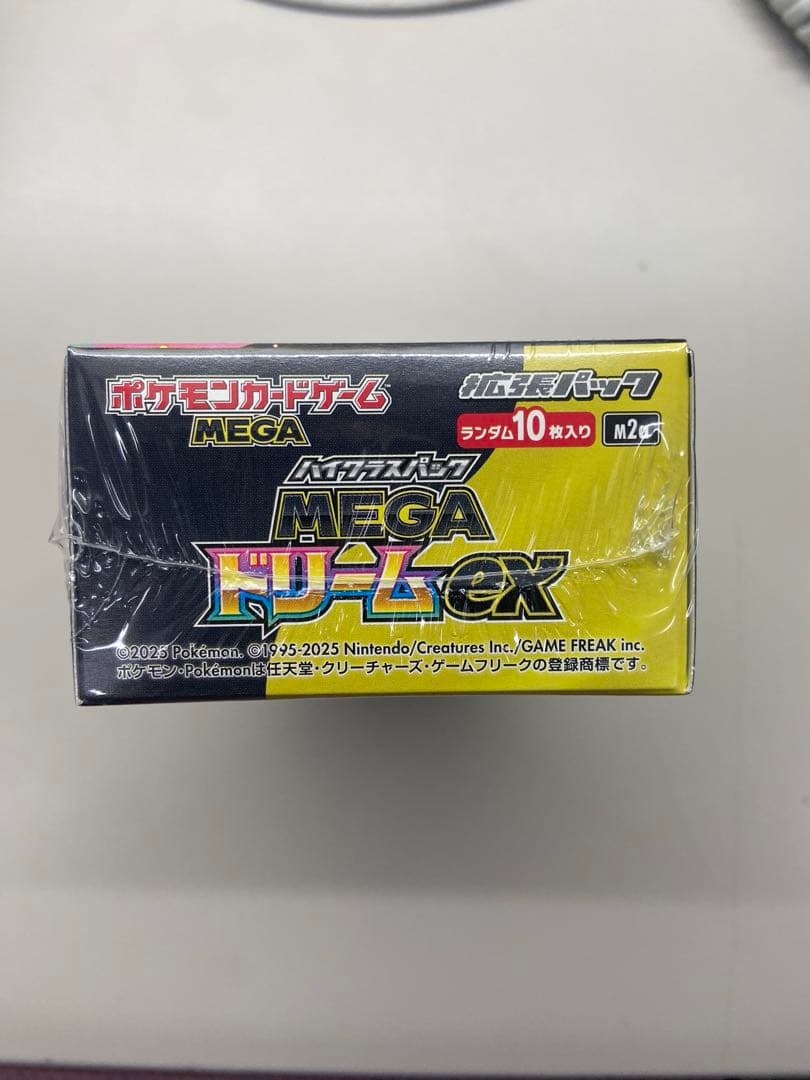 ポケモンカードゲーム
MEGA
拡張パック
ランダム10枚入り M2a
ハイクラスパック
MEGA
ドリームex
©2025 Pokémon. ©1995-2025 Nintendo/Creatures Inc./GAME FREAK inc.
ポケモン・Pokémonは任天堂・クリーチャーズ・ゲームフリークの登録商標です。